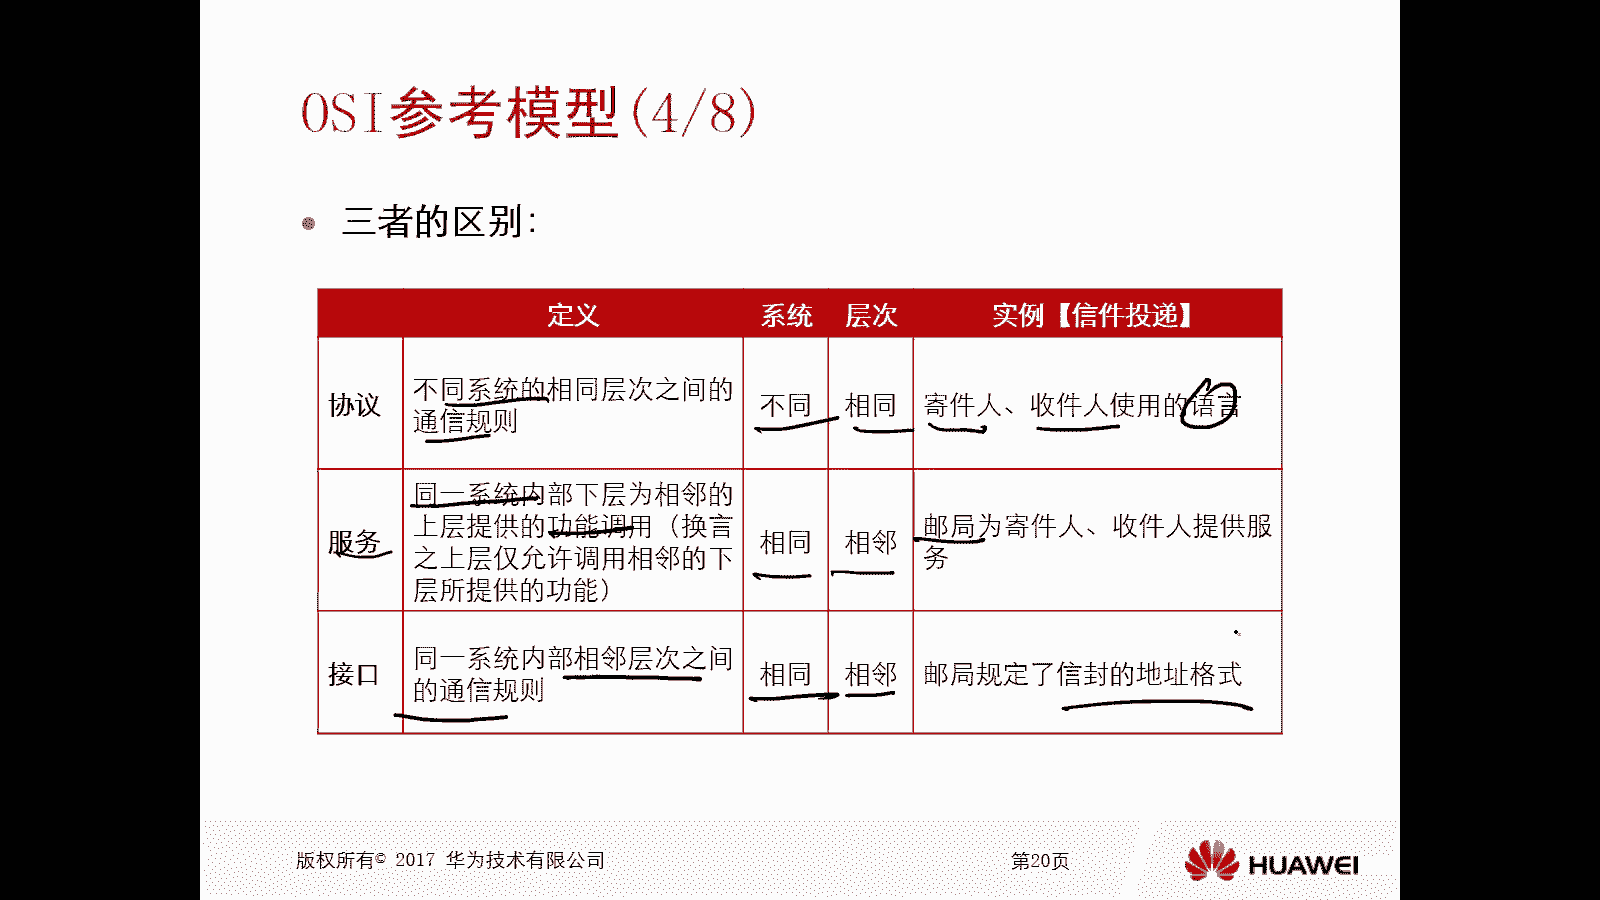 OSI参考模型(4/8)
三者的区别:
定义 系统 层次 实例【信件投递】
协议 不同系统的相同层次之间的通信规则 不同 相同 寄件人、收件人使用的语言
服务 同一系统内部下层为相邻的上层提供的功能调用（换言之上层仅允许调用相邻的下层所提供的功能） 相同 相邻 邮局为寄件人、收件人提供服务
接口 同一系统内部相邻层次之间的通信规则 相同 相邻 邮局规定了信封的地址格式
版权所有© 2017 华为技术有限公司
第20页
HUAWEI